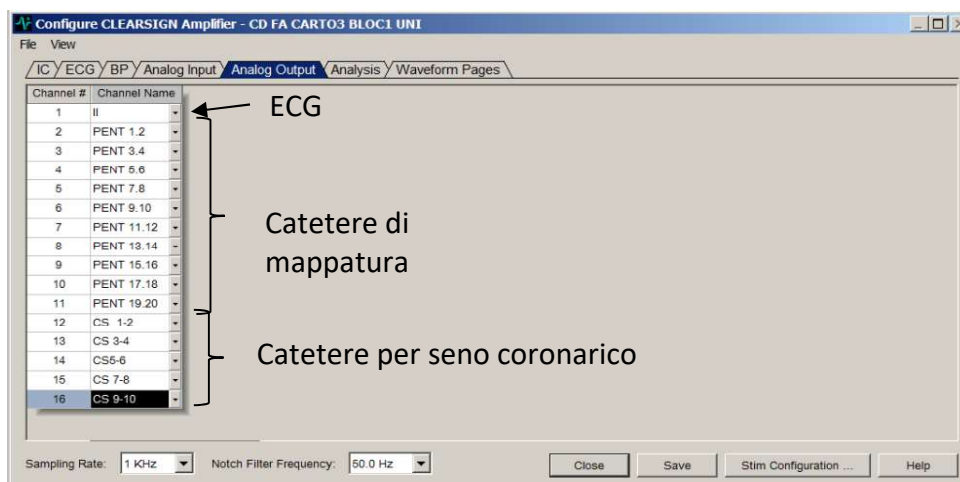 Configure CLEARSIGN Amplifier - CD FA CARTO3 BLOC1 UNI
File View
IC ECG BP Analog Input Analog Output Analysis Waveform Pages
Channel # Channel Name
1 II
ECG
2 PENT 1.2
3 PENT 3.4
4 PENT 5.6
5 PENT 7.8
6 PENT 9.10
7 PENT 11.12
8 PENT 13.14
9 PENT 15.16
10 PENT 17.18
11 PENT 19.20
Catetere di
mappatura
12 CS 1-2
13 CS 3-4
14 CS5-6
15 CS 7-8
16 CS 9-10
Catetere per seno coronarico
Sampling Rate: 1 KHz Notch Filter Frequency: 50.0 Hz Close Save Stim Configuration ... Help